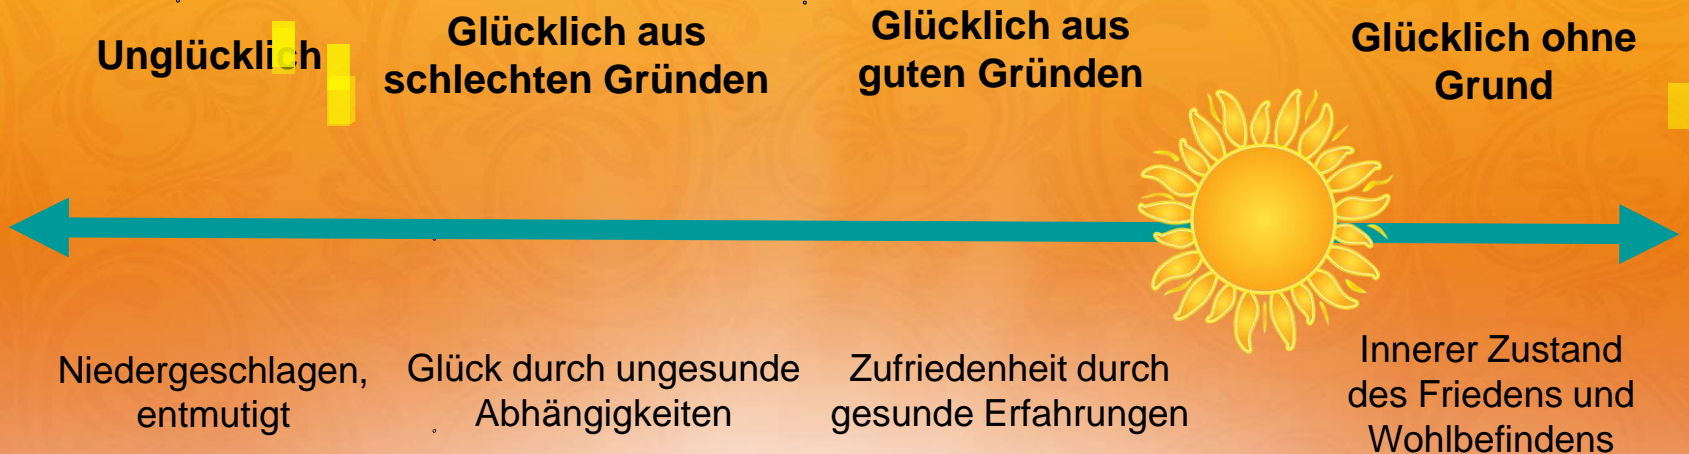 Unglücklich
Glücklich aus
schlechten Gründen
Glücklich aus
guten Gründen
Glücklich ohne
Grund
Niedergeschlagen,
entmutigt
Glück durch ungesunde
Abhängigkeiten
Zufriedenheit durch
gesunde Erfahrungen
Innerer Zustand
des Friedens und
Wohlbefindens